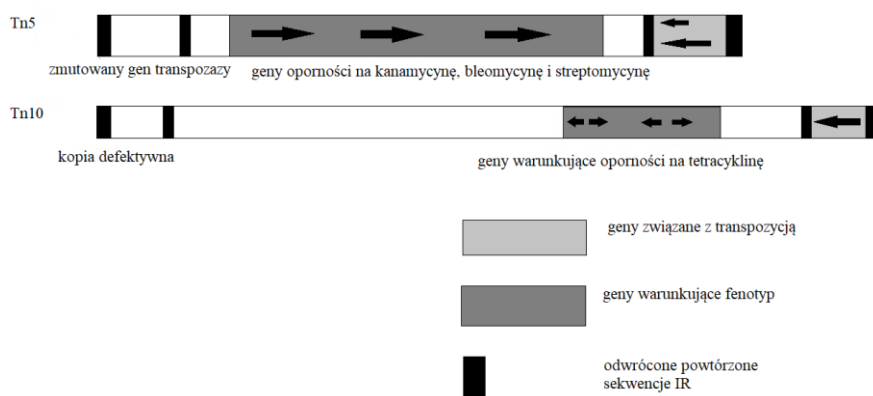 Tn5
zmutowany gen transpozazy
geny oporności na kanamycynę, bleomycynę i streptomycynę
Tn10
kopia defektywna
geny warunkujące oporności na tetracyklinę
geny związane z transpozycją
geny warunkujące fenotyp
odwrócone powtórzone
sekwencje IR